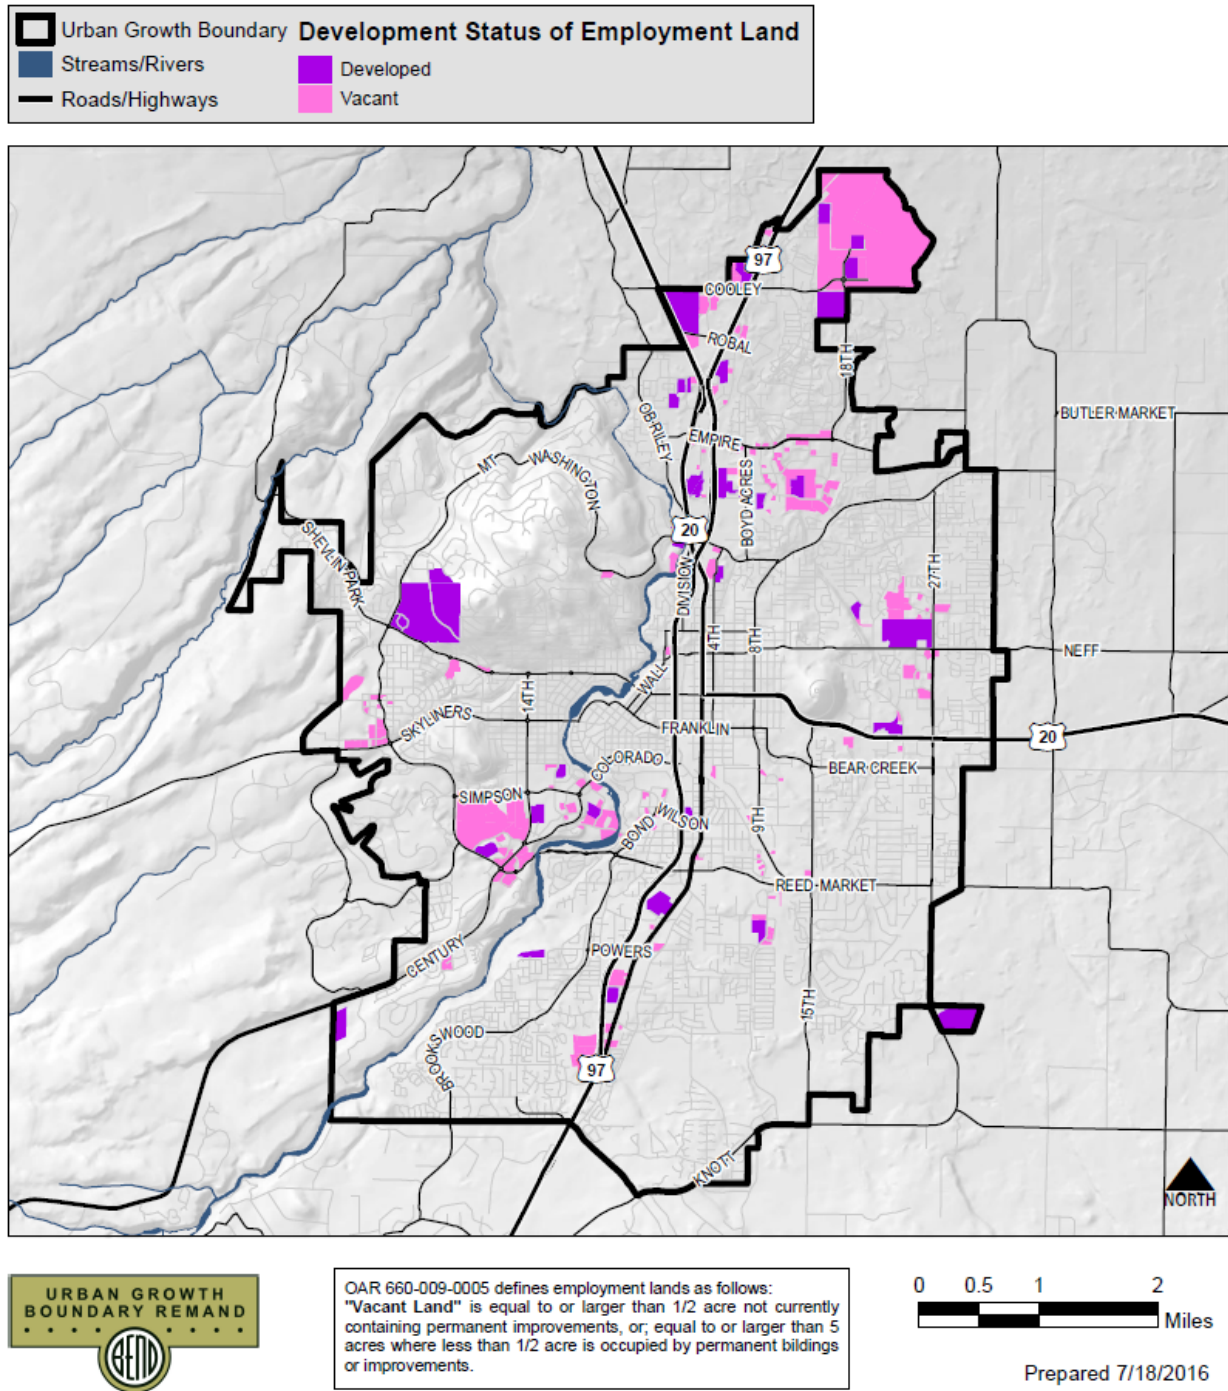 Urban Growth Boundary
Streams/Rivers
Roads/Highways
Development Status of Employment Land
Developed
Vacant
97
COOLEY
ROBAL
18TH
BUTLER MARKET
OB RILEY
EMPIRE
MT
WASHINGTON
BOYD ACRES
SHEVLIN PARK
20
DIVISION
27TH
4TH
8TH
NEFF
WALL
14TH
SKYLINERS
FRANKLIN
20
COLORADO
BEAR CREEK
SIMPSON
BOND
WILSON
9TH
REED MARKET
CENTURY
POWERS
15TH
BROOKSWOOD
97
KNOTT
NORTH
URBAN GROWTH
BOUNDARY REMAND
BEND
OAR 660-009-0005 defines employment lands as follows:
"Vacant Land" is equal to or larger than 1/2 acre not currently
containing permanent improvements, or; equal to or larger than 5
acres where less than 1/2 acre is occupied by permanent bildings
or improvements.
0 0.5 1 2
Miles
Prepared 7/18/2016